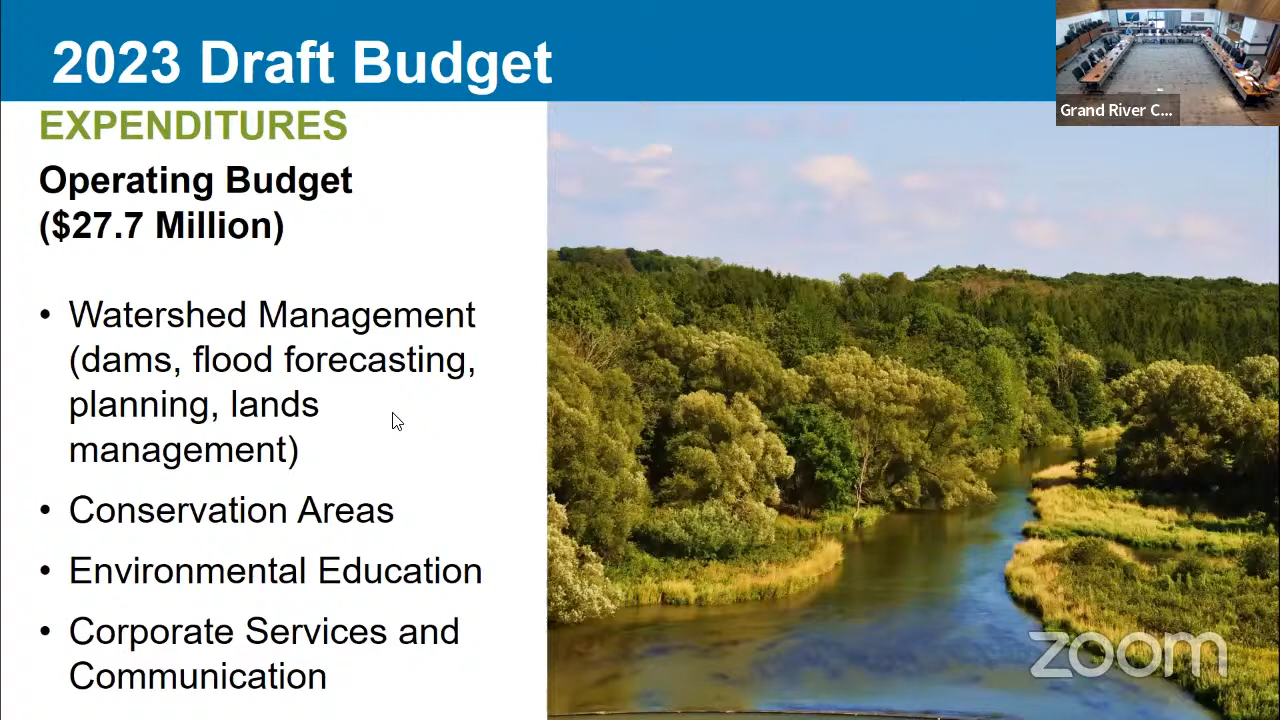 2023 Draft Budget
Grand River C...
EXPENDITURES
Operating Budget
($27.7 Million)
• Watershed Management
(dams, flood forecasting,
planning, lands
management)
• Conservation Areas
• Environmental Education
• Corporate Services and
Communication
zoom